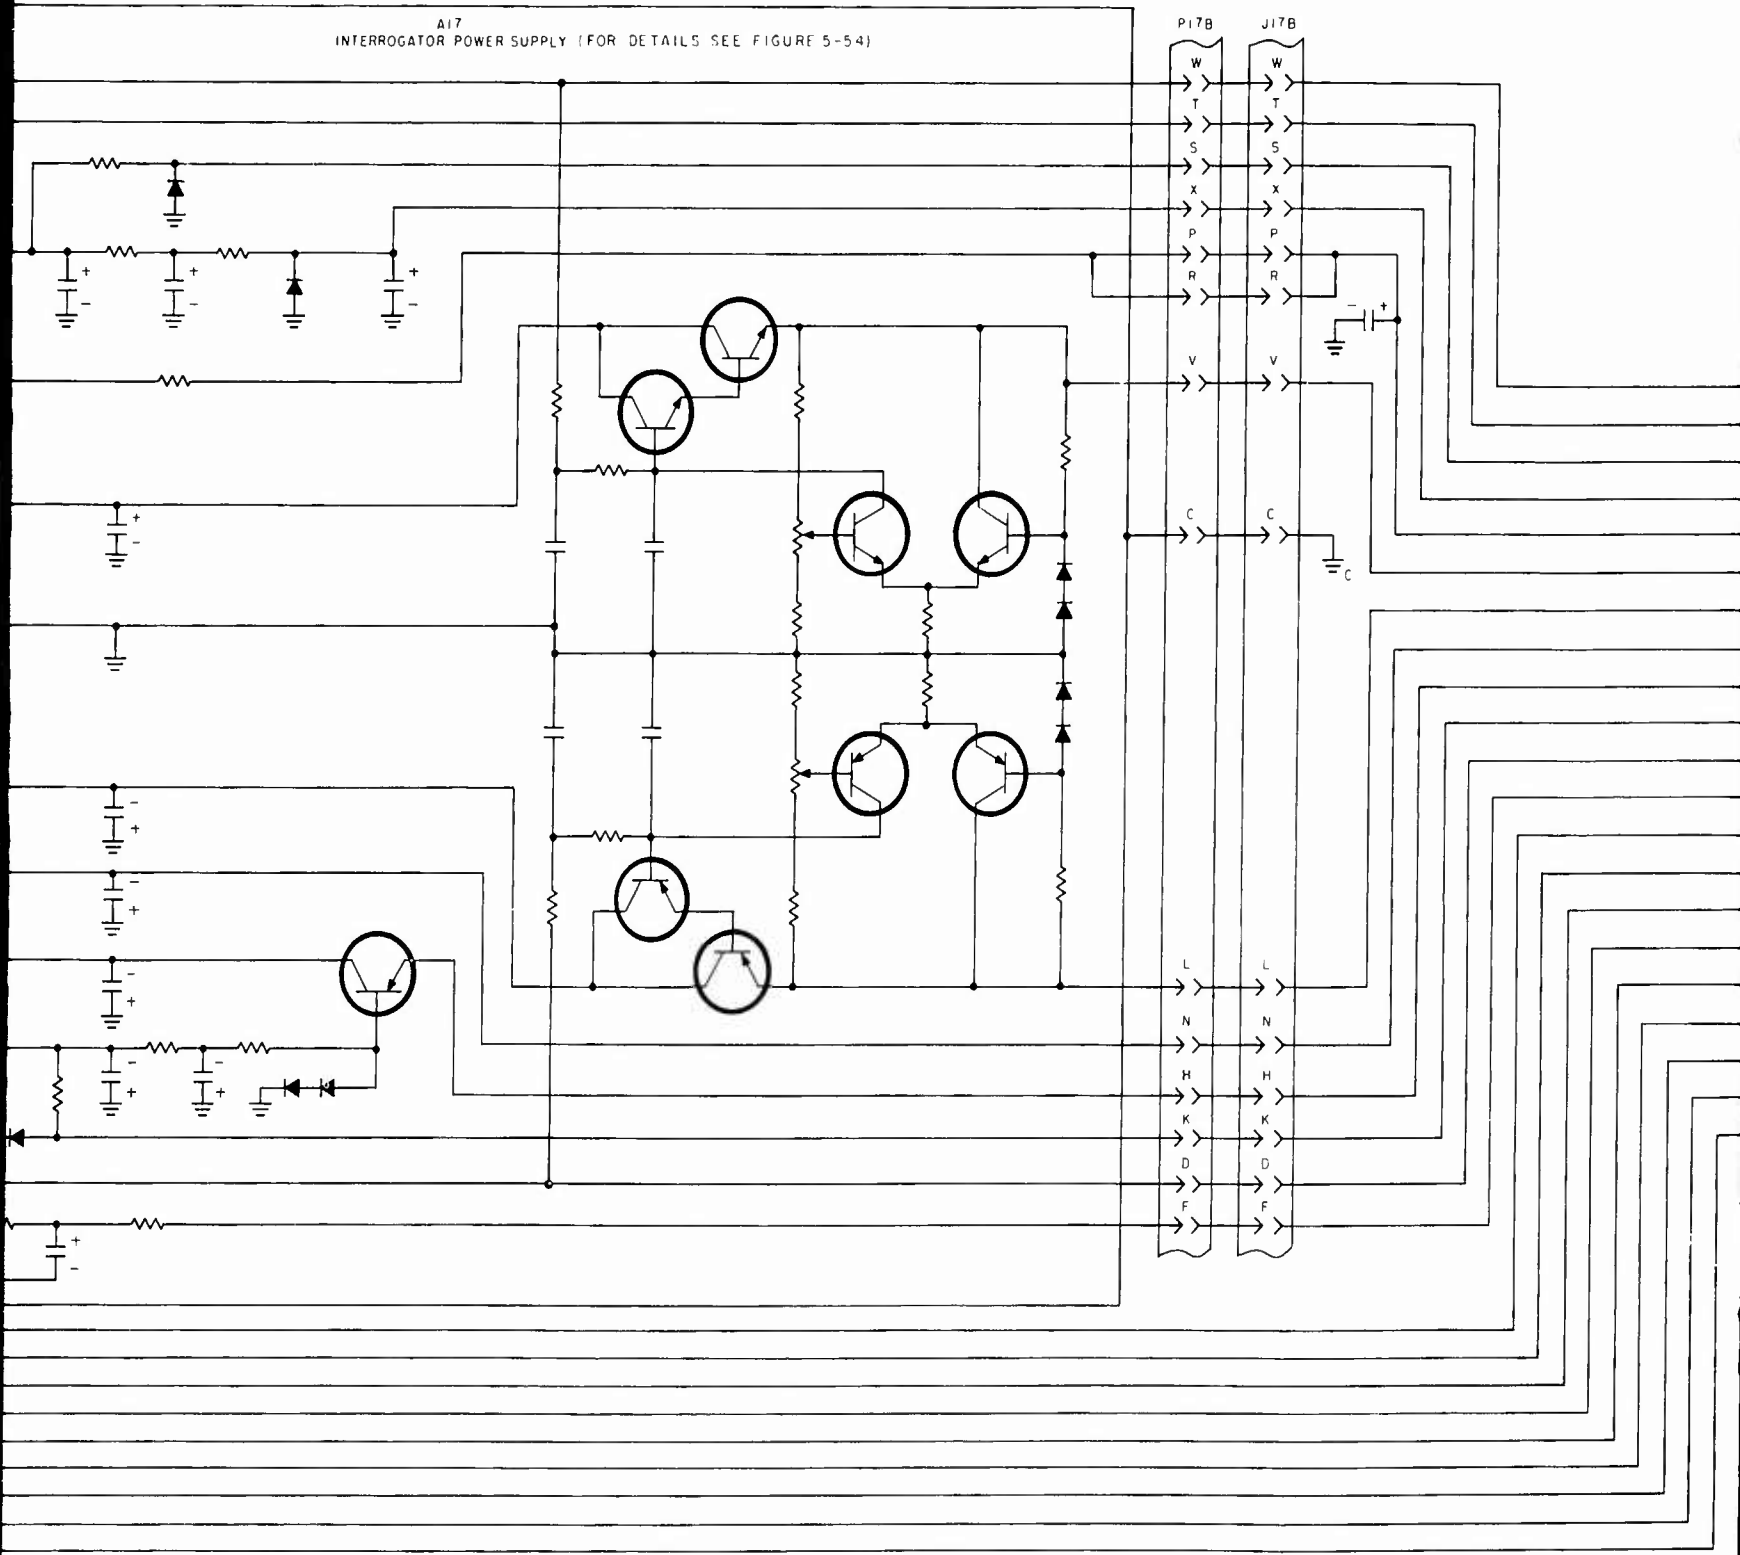 A17
INTERROGATOR POWER SUPPLY (FOR DETAILS SEE FIGURE 5-54)
P17B J17B
W W
T T
S S
X X
P P
R R
+ + + - +
- - -
V V
C C
+
-
C
-
+
L L
-
+
N N
-
+
H H
- -
+ +
K K
D D
F F
+
-